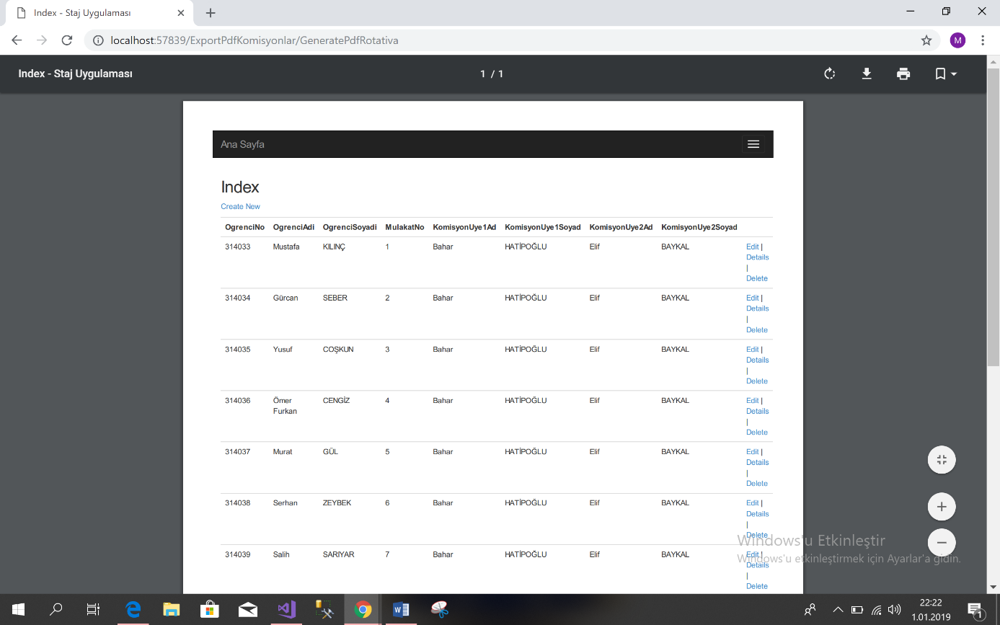 Index - Staj Uygulaması
localhost:57839/ExportPdfKomisyonlar/GeneratePdfRotativa
M
Index - Staj Uygulaması
1 / 1
Ana Sayfa
Index
Create New
OgrenciNo OgrenciAdi OgrenciSoyadi MulakatNo KomisyonUye1Ad KomisyonUye1Soyad KomisyonUye2Ad KomisyonUye2Soyad
314033 Mustafa KILINÇ 1 Bahar HATİPOĞLU Elif BAYKAL Edit |
Details
|
Delete
314034 Gürcan SEBER 2 Bahar HATİPOĞLU Elif BAYKAL Edit |
Details
|
Delete
314035 Yusuf COŞKUN 3 Bahar HATİPOĞLU Elif BAYKAL Edit |
Details
|
Delete
314036 Ömer CENGİZ 4 Bahar HATİPOĞLU Elif BAYKAL Edit |
Furkan Details
|
Delete
314037 Murat GÜL 5 Bahar HATİPOĞLU Elif BAYKAL Edit |
Details
|
Delete
314038 Serhan ZEYBEK 6 Bahar HATİPOĞLU Elif BAYKAL Edit |
Details
|
Delete
Windows'u Etkinleştir
314039 Salih SARIYAR 7 Bahar HATİPOĞLU Elif BAYKAL Edit |
Windows'u etkinleştirmek için Ayarlar'a gidin.
Details
|
Delete
22:22
1.01.2019
1